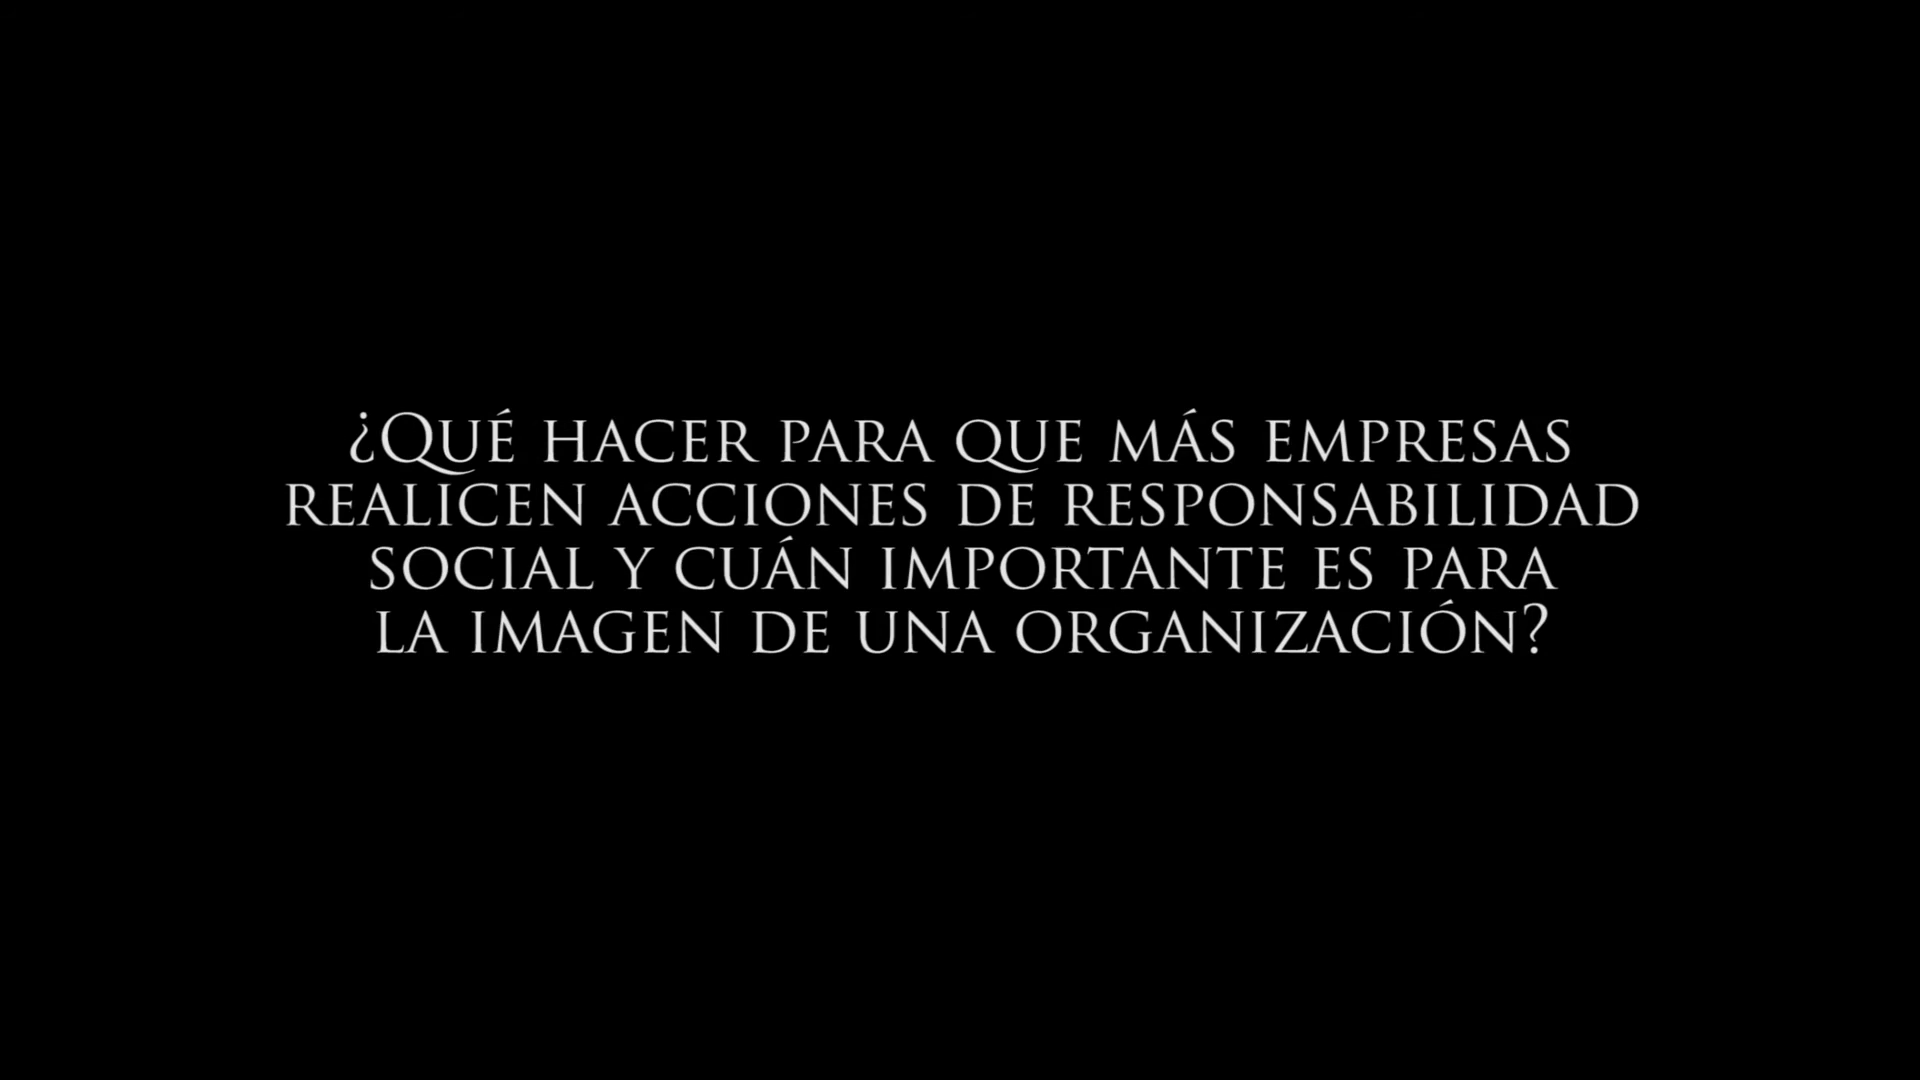 ¿Qué hacer para que más empresas
realicen acciones de responsabilidad
social y cuán importante es para
la imagen de una organización?